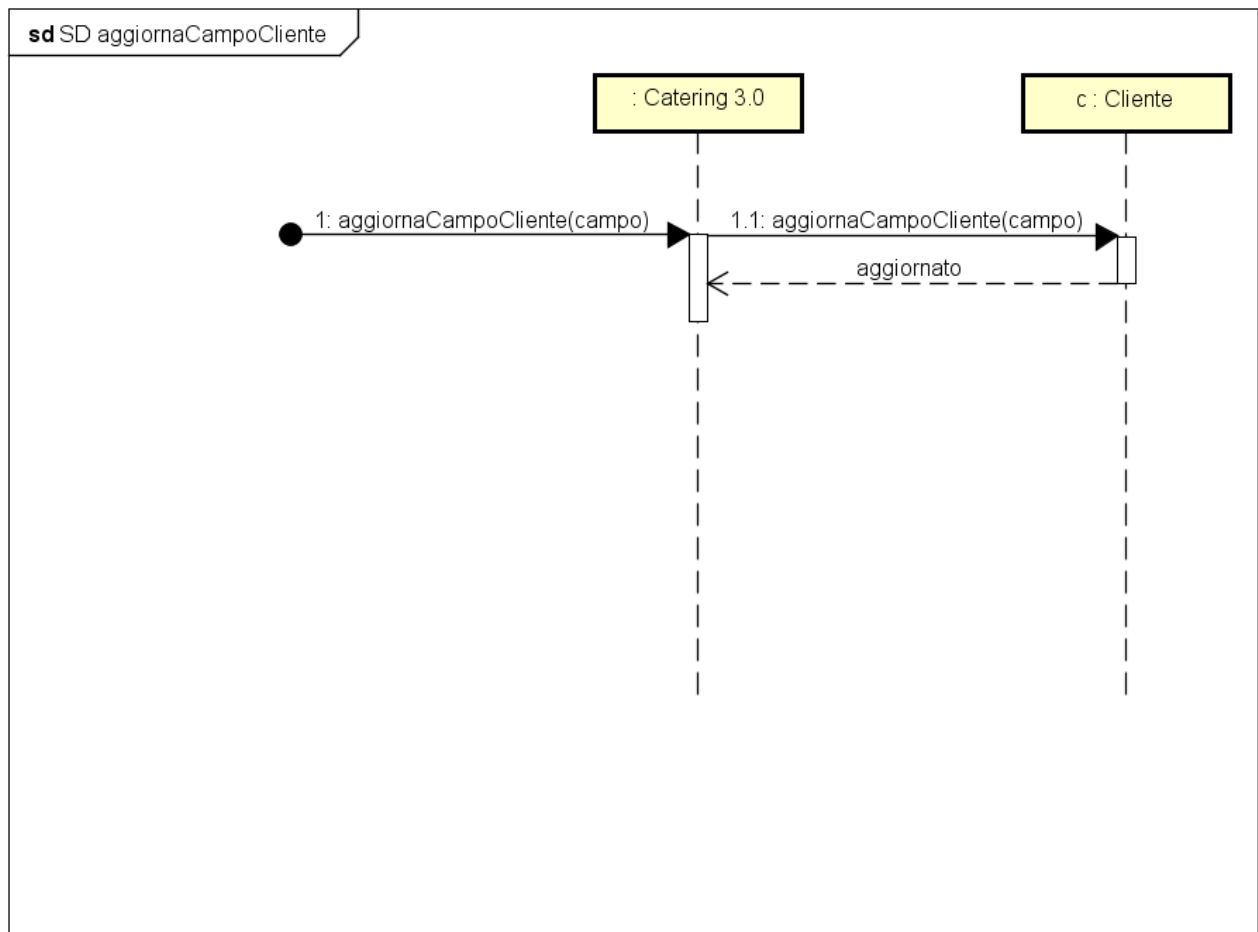 sd SD aggiornaCampoCliente
: Catering 3.0
c : Cliente
1: aggiornaCampoCliente(campo)
1.1: aggiornaCampoCliente(campo)
aggiornato